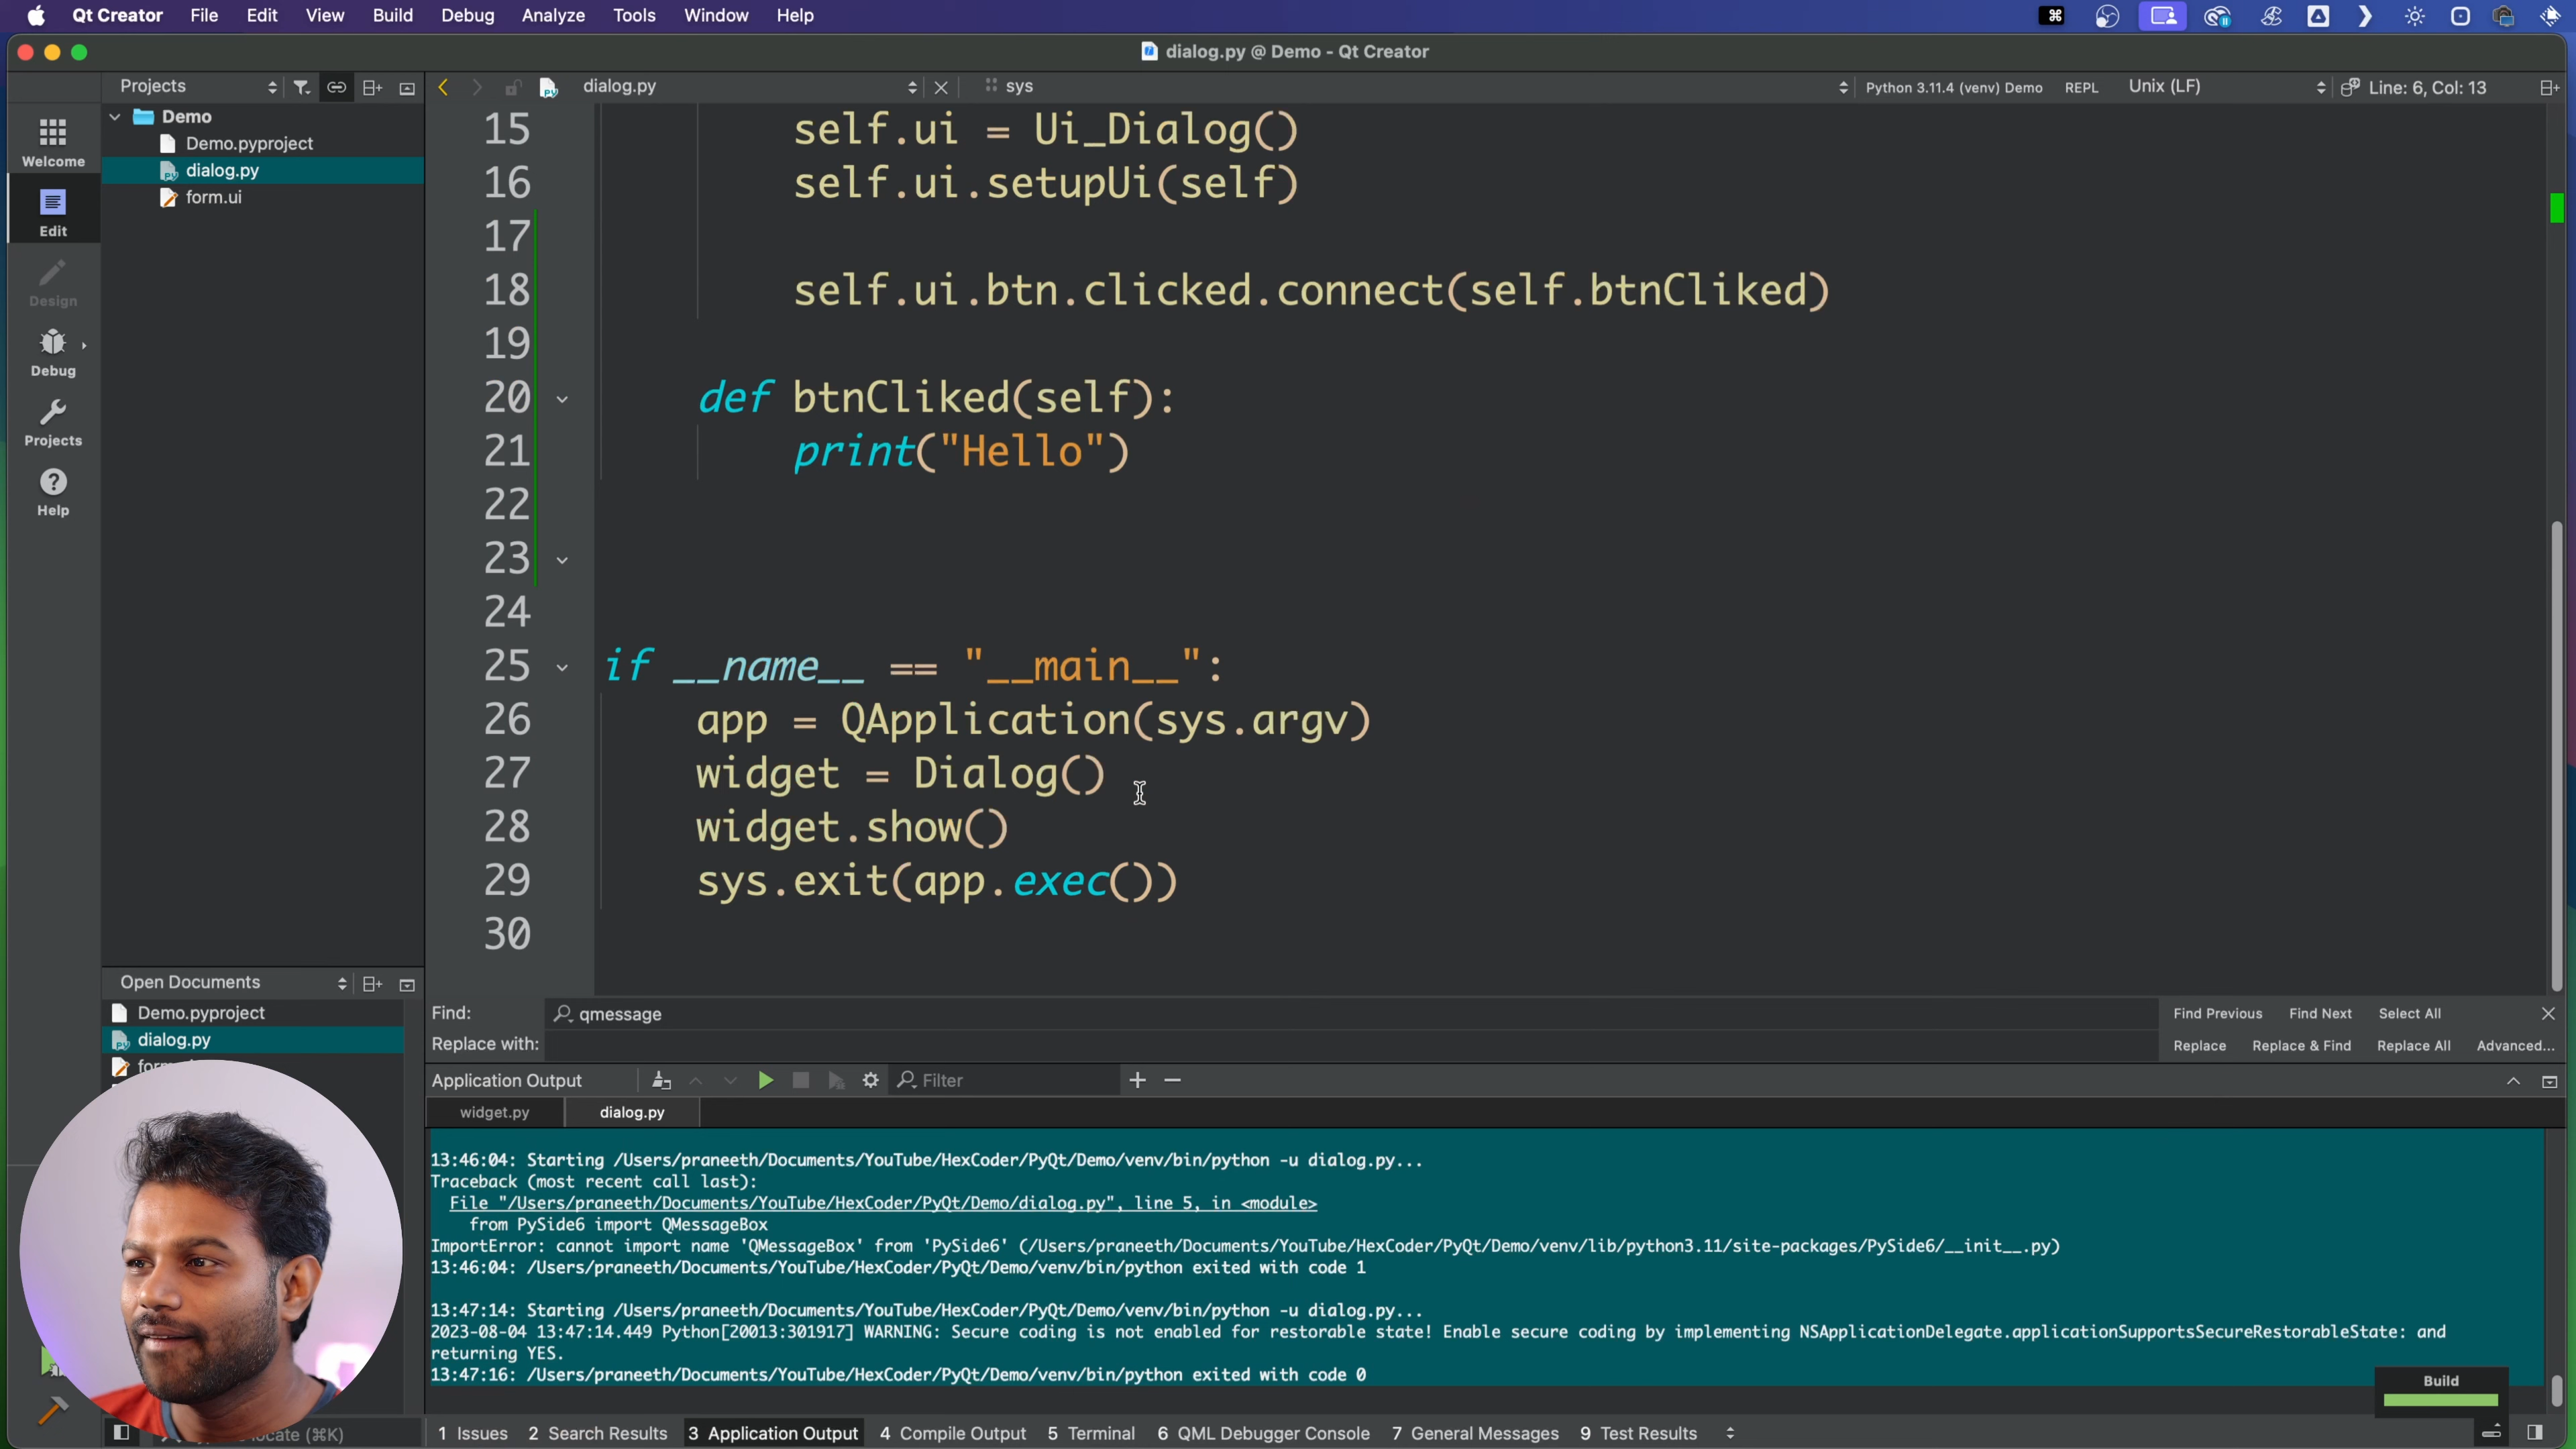 Qt Creator File Edit View Build Debug Analyze Tools Window Help
dialog.py @ Demo - Qt Creator
Projects
dialog.py
sys
Python 3.11.4 (venv) Demo
REPL
Unix (LF)
Line: 6, Col: 13
Welcome
Edit
Design
Debug
Projects
Help
Demo
Demo.pyproject
dialog.py
form.ui
15 self.ui = Ui_Dialog()
16 self.ui.setupUi(self)
17
18 self.ui.btn.clicked.connect(self.btnCliked)
19
20 def btnCliked(self):
21 print("Hello")
22
23
24
25 if __name__ == "__main__":
26 app = QApplication(sys.argv)
27 widget = Dialog()
28 widget.show()
29 sys.exit(app.exec())
30
Open Documents
Demo.pyproject
dialog.py
Find: qmessage
Find Previous Find Next Select All
Replace with:
Replace Replace & Find Replace All Advanced...
Application Output
Filter
widget.py
dialog.py
13:46:04: Starting /Users/praneeth/Documents/YouTube/HexCoder/PyQt/Demo/venv/bin/python -u dialog.py...
Traceback (most recent call last):
File "/Users/praneeth/Documents/YouTube/HexCoder/PyQt/Demo/dialog.py", line 5, in <module>
from PySide6 import QMessageBox
ImportError: cannot import name 'QMessageBox' from 'PySide6' (/Users/praneeth/Documents/YouTube/HexCoder/PyQt/Demo/venv/lib/python3.11/site-packages/PySide6/__init__.py)
13:46:04: /Users/praneeth/Documents/YouTube/HexCoder/PyQt/Demo/venv/bin/python exited with code 1
13:47:14: Starting /Users/praneeth/Documents/YouTube/HexCoder/PyQt/Demo/venv/bin/python -u dialog.py...
2023-08-04 13:47:14.449 Python[20013:301917] WARNING: Secure coding is not enabled for restorable state! Enable secure coding by implementing NSApplicationDelegate.applicationSupportsSecureRestorableState: and
returning YES.
13:47:16: /Users/praneeth/Documents/YouTube/HexCoder/PyQt/Demo/venv/bin/python exited with code 0
Build
(⌘K)
1 Issues 2 Search Results 3 Application Output 4 Compile Output 5 Terminal 6 QML Debugger Console 7 General Messages 9 Test Results